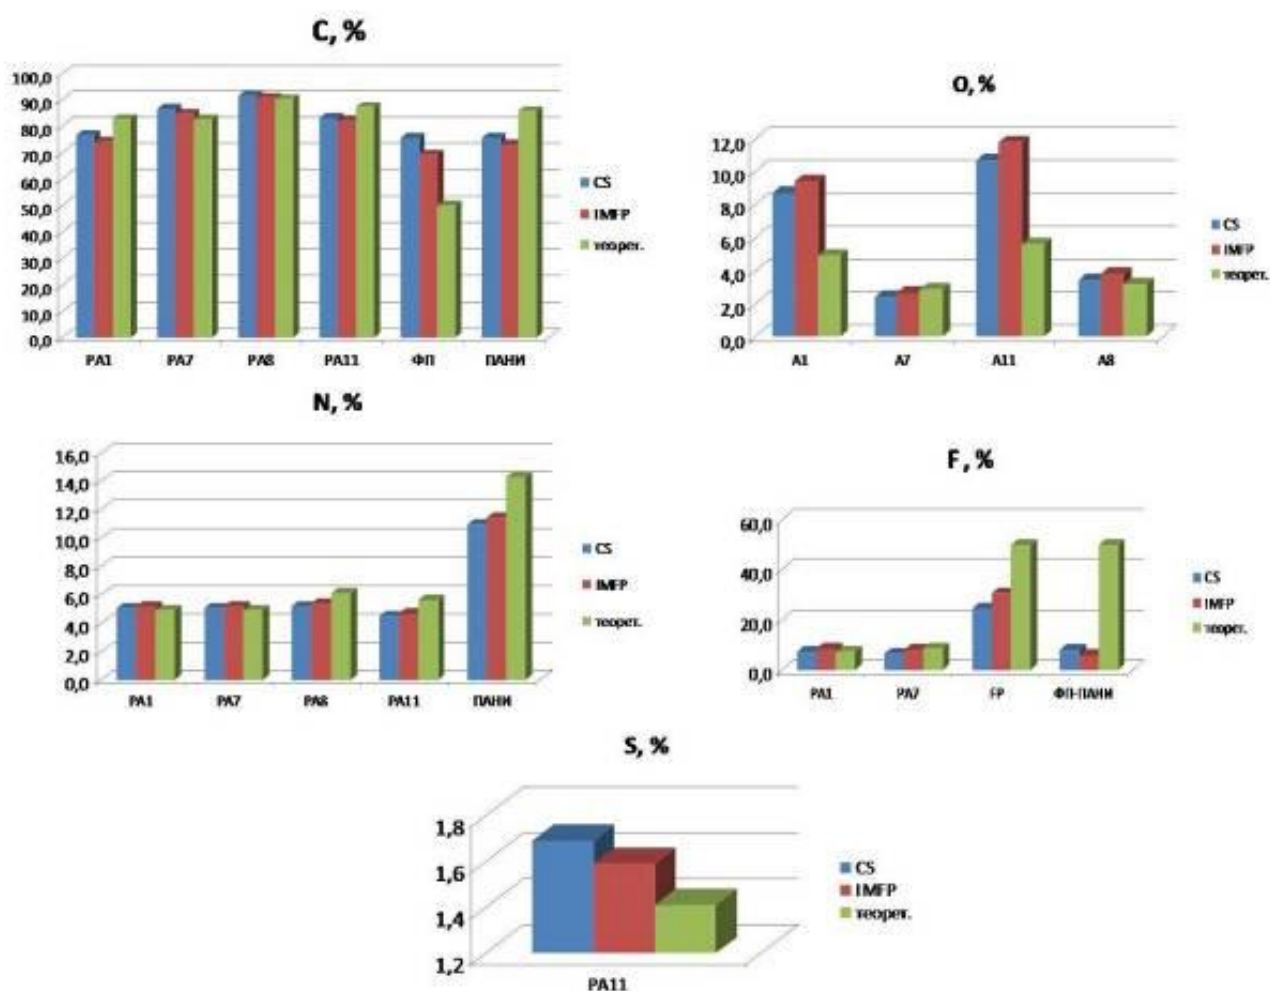 C, %
100,0
90,0
80,0
70,0
60,0
50,0
40,0
30,0
20,0
10,0
0,0
PA1 PA7 PA8 PA11 ФП ПАНИ
CS
IMFP
теорет.
O, %
12,0
10,0
8,0
6,0
4,0
2,0
0,0
A1 A7 A11 A8
CS
IMFP
теорет.
N, %
16,0
14,0
12,0
10,0
8,0
6,0
4,0
2,0
0,0
PA1 PA7 PA8 PA11 ПАНИ
CS
IMFP
теорет.
F, %
60,0
40,0
20,0
0,0
PA1 PA7 FP ФП-ПАНИ
CS
IMFP
теорет.
S, %
1,8
1,6
1,4
1,2
PA11
CS
IMFP
теорет.